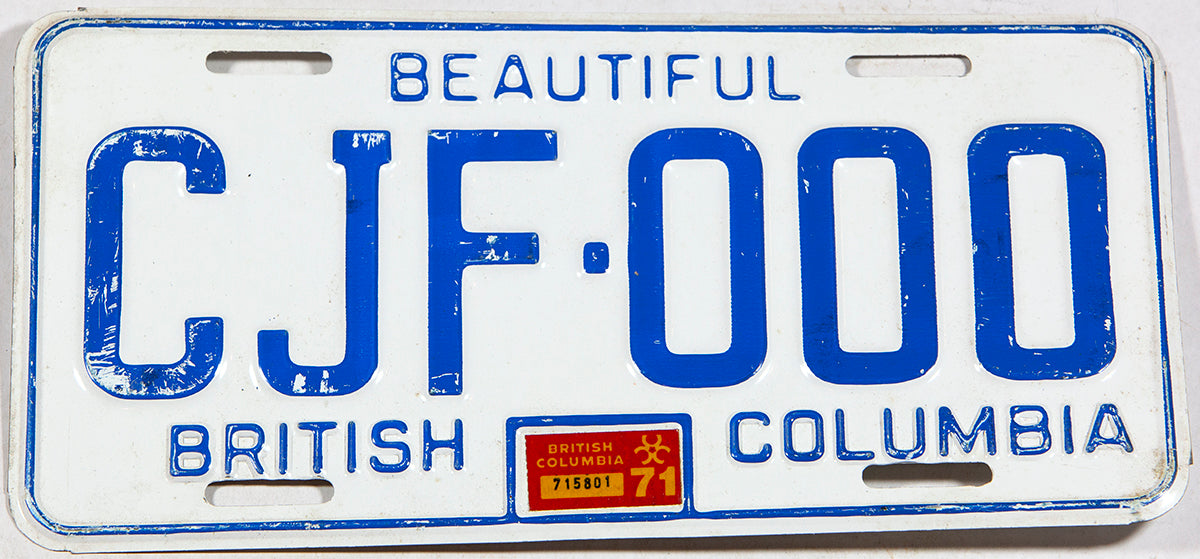 BEAUTIFUL
CJF·000
BRITISH COLUMBIA
BRITISH
COLUMBIA
715801
71